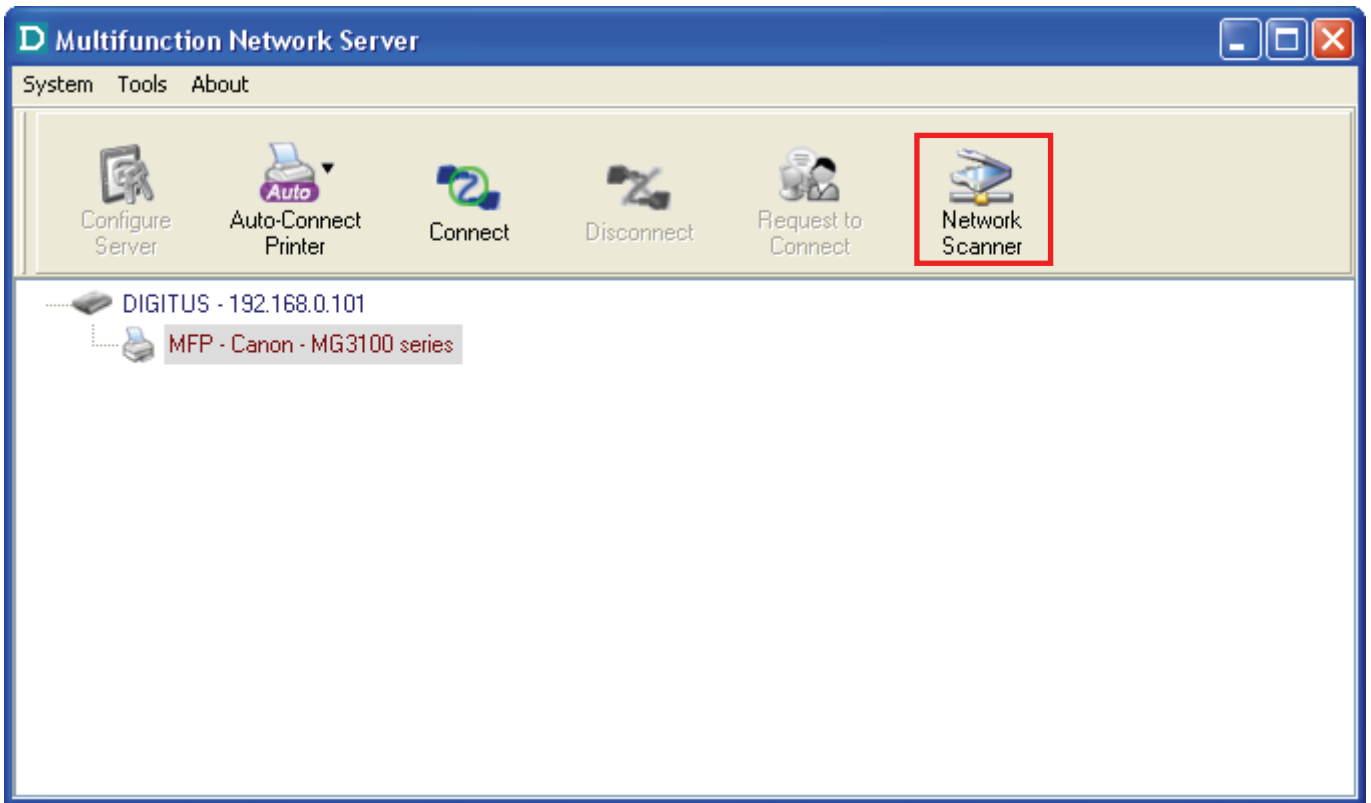 D Multifunction Network Server
System Tools About
Configure Server
Auto
Auto-Connect Printer
Connect
Disconnect
Request to Connect
Network Scanner
DIGITUS - 192.168.0.101
MFP - Canon - MG3100 series